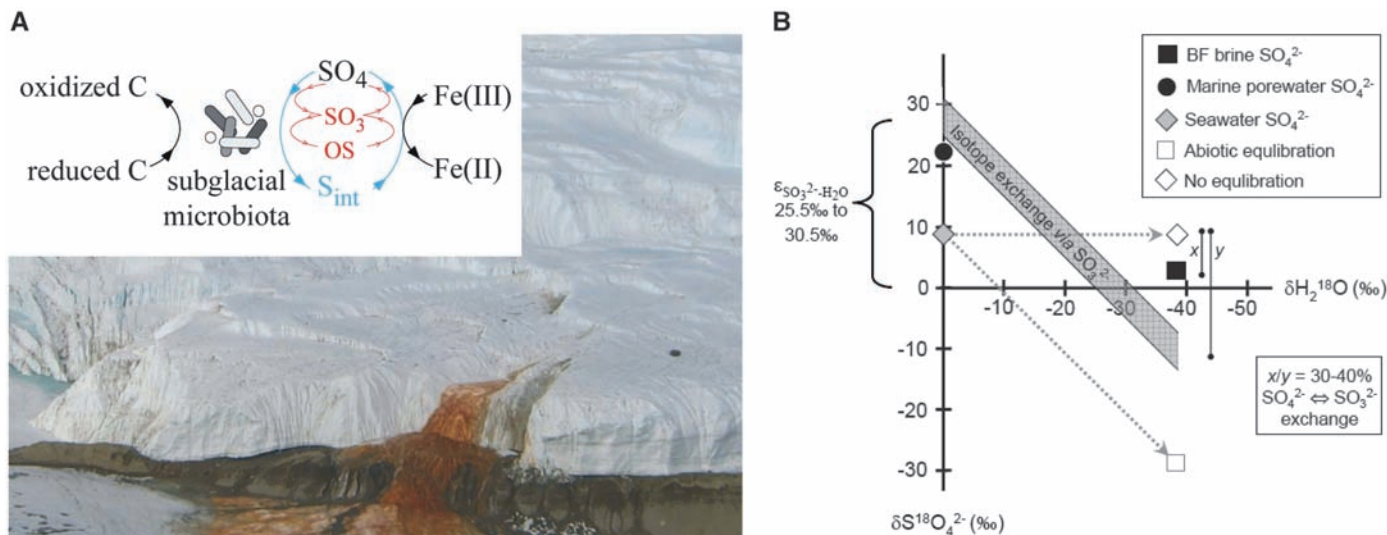 A
oxidized C
reduced C
subglacial
microbiota
SO4
SO3
OS
Sint
Fe(III)
Fe(II)
B
BF brine SO₄²⁻
Marine porewater SO₄²⁻
Seawater SO₄²⁻
Abiotic equlibration
No equlibration
30
20
10
0
-10
-20
-30
-10
-20
-30
-40
-50
Isotope exchange via SO₃²⁻
εSO₃²⁻-H₂O
25.5‰ to
30.5‰
x
y
δH₂¹⁸O (‰)
x/y = 30-40%
SO₄²⁻ ⇔ SO₃²⁻
exchange
δS¹⁸O₄²⁻ (‰)